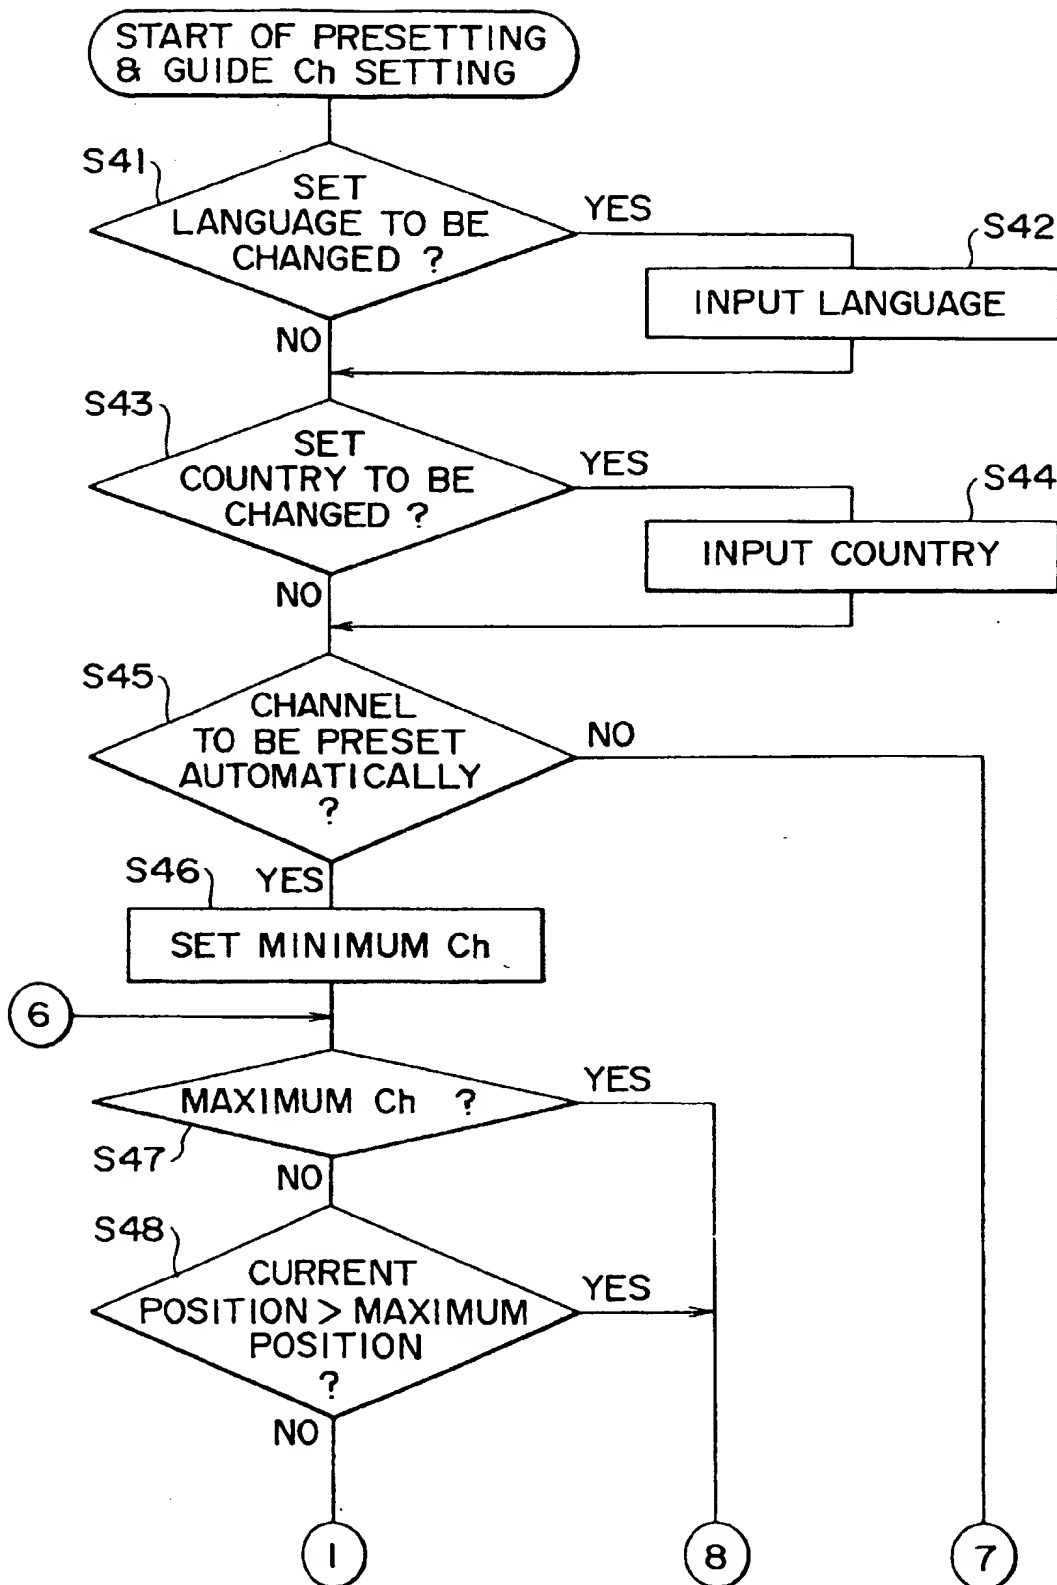 START OF PRESETTING
& GUIDE Ch SETTING
S41
SET
LANGUAGE TO BE
CHANGED ?
YES
S42
INPUT LANGUAGE
NO
S43
SET
COUNTRY TO BE
CHANGED ?
YES
S44
INPUT COUNTRY
NO
S45
CHANNEL
TO BE PRESET
AUTOMATICALLY
?
NO
YES
S46
SET MINIMUM Ch
6
MAXIMUM Ch ?
YES
S47
NO
S48
CURRENT
POSITION > MAXIMUM
POSITION
?
YES
NO
1
8
7